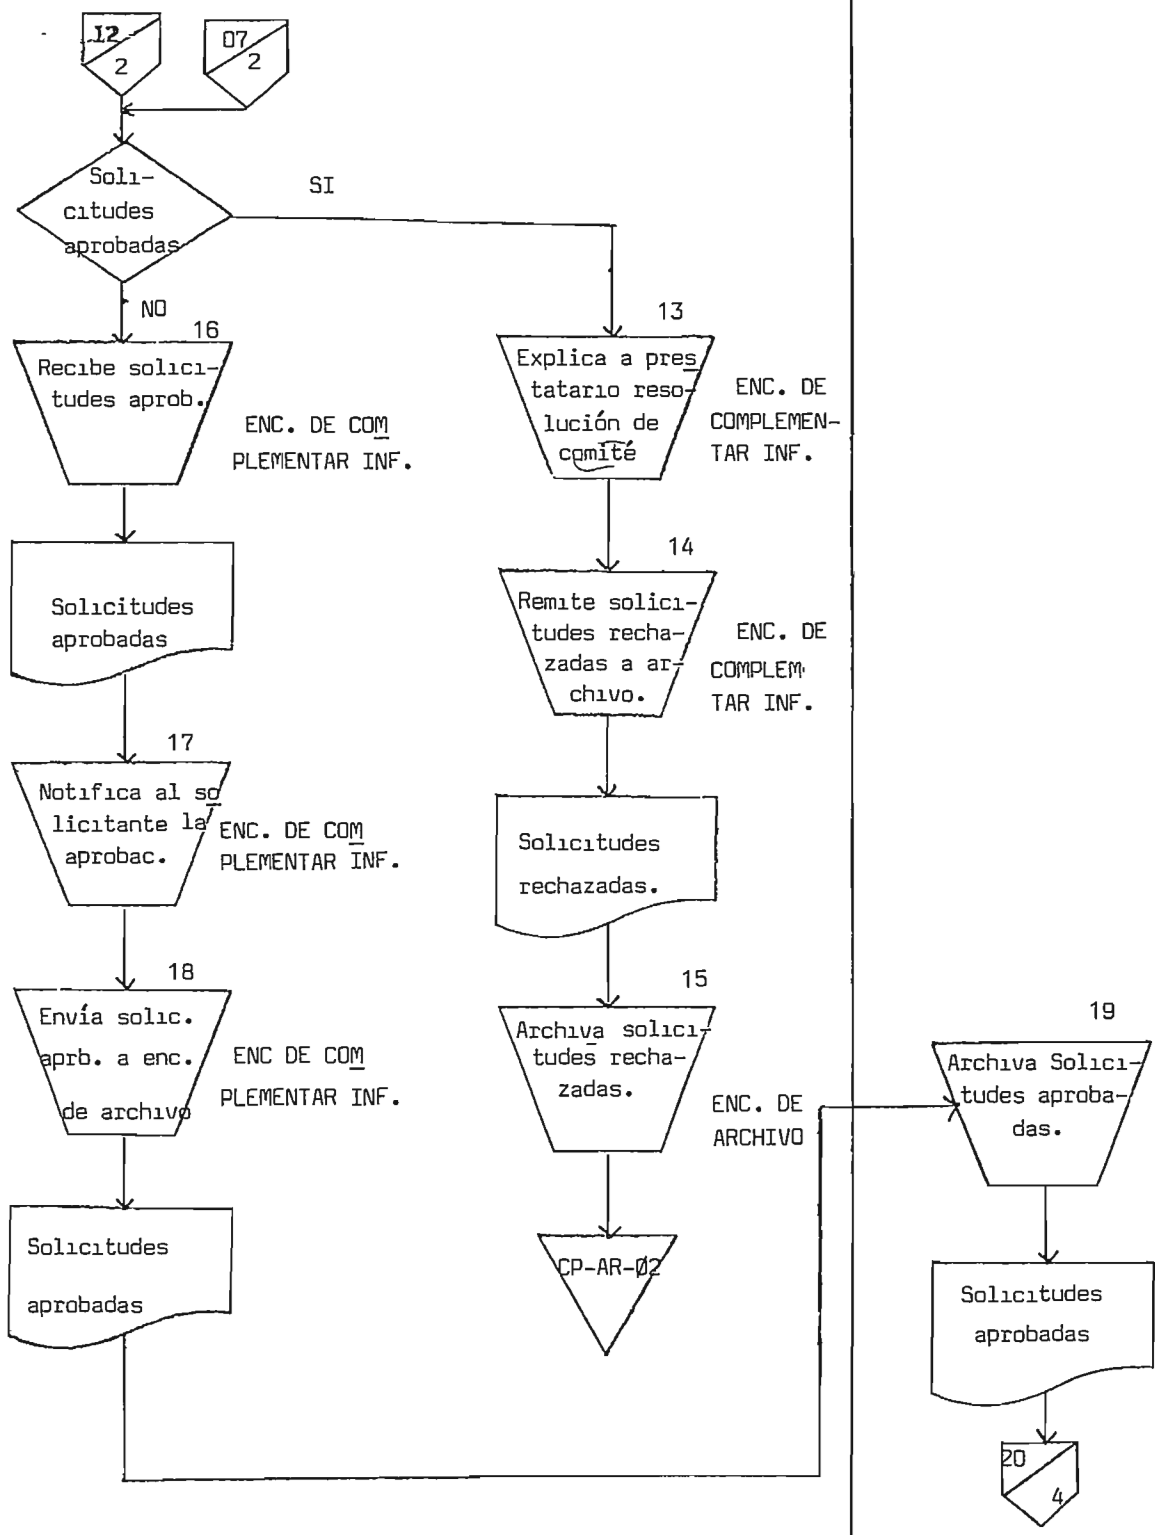 12
2
07
2
Soli-
citudes
aprobadas
SI
NO
16
Recibe solici-
tudes aprob.
ENC. DE COM
PLEMENTAR INF.
Solicitudes
aprobadas
17
Notifica al so
licitante la
aprobac.
ENC. DE COM
PLEMENTAR INF.
18
Envía solic.
aprb. a enc.
de archivo
ENC DE COM
PLEMENTAR INF.
Solicitudes
aprobadas
13
Explica a pres
tatario reso-
lución de
comité
ENC. DE
COMPLEMEN-
TAR INF.
14
Remite solici-
tudes recha-
zadas a ar-
chivo.
ENC. DE
COMPLEM
TAR INF.
Solicitudes
rechazadas.
15
Archiva solici-
tudes recha-
zadas.
ENC. DE
ARCHIVO
CP-AR-Ø2
19
Archiva Solici-
tudes aproba-
das.
Solicitudes
aprobadas
20
4